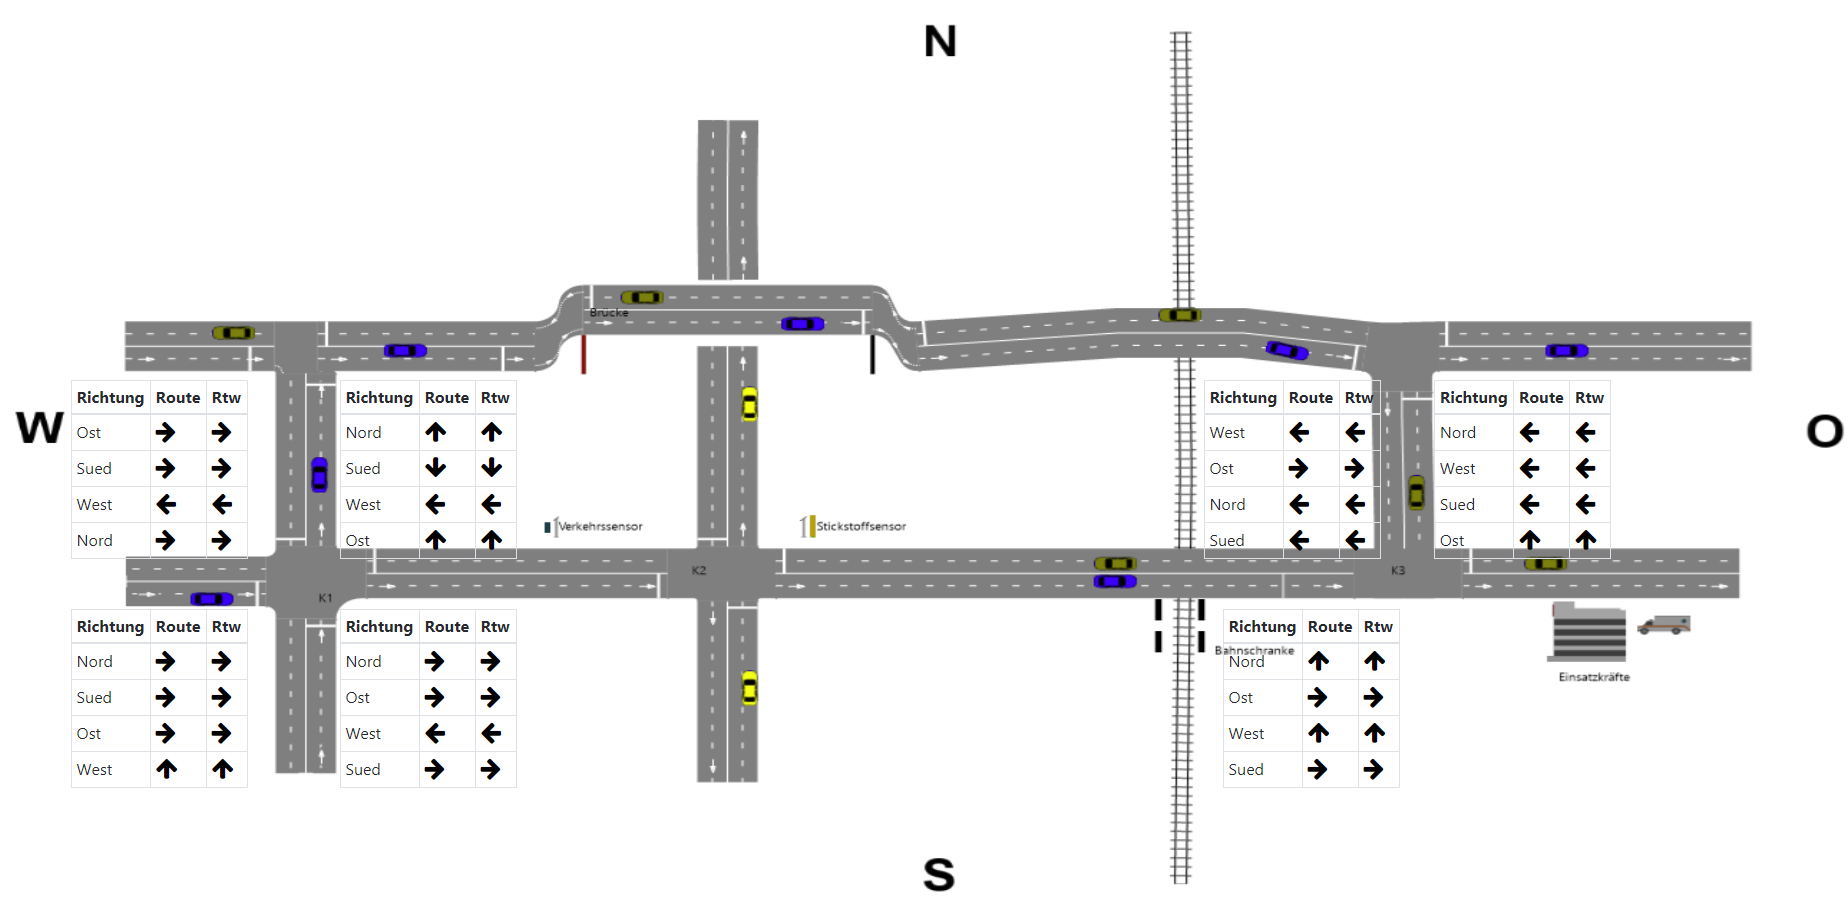 N
Brücke
W
O
Richtung Route Rtw
Ost → →
Sued → →
West ← ←
Nord → →
Richtung Route Rtw
Nord ↑ ↑
Sued ↓ ↓
West ← ←
Ost ↑ ↑
Richtung Route Rtw
West ← ←
Ost → →
Nord ← ←
Sued ← ←
Richtung Route Rtw
Nord ← ←
West ← ←
Sued ← ←
Ost ↑ ↑
Verkehrssensor
Stickstoffsensor
K1
K2
K3
Richtung Route Rtw
Nord → →
Sued → →
Ost → →
West ↑ ↑
Richtung Route Rtw
Nord → →
Ost → →
West ← ←
Sued → →
Bahnschranke
Richtung Route Rtw
Nord ↑ ↑
Ost → →
West ↑ ↑
Sued → →
Einsatzkräfte
S